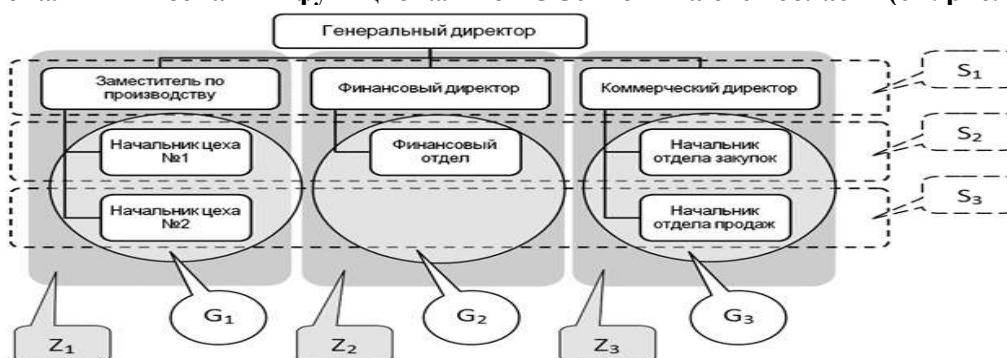 Генеральный директор
Заместитель по
производству
Финансовый директор
Коммерческий директор
S1
Начальник цеха
№1
Финансовый
отдел
Начальник
отдела закупок
S2
Начальник цеха
№2
Начальник
отдела продаж
S3
G1
G2
G3
Z1
Z2
Z3